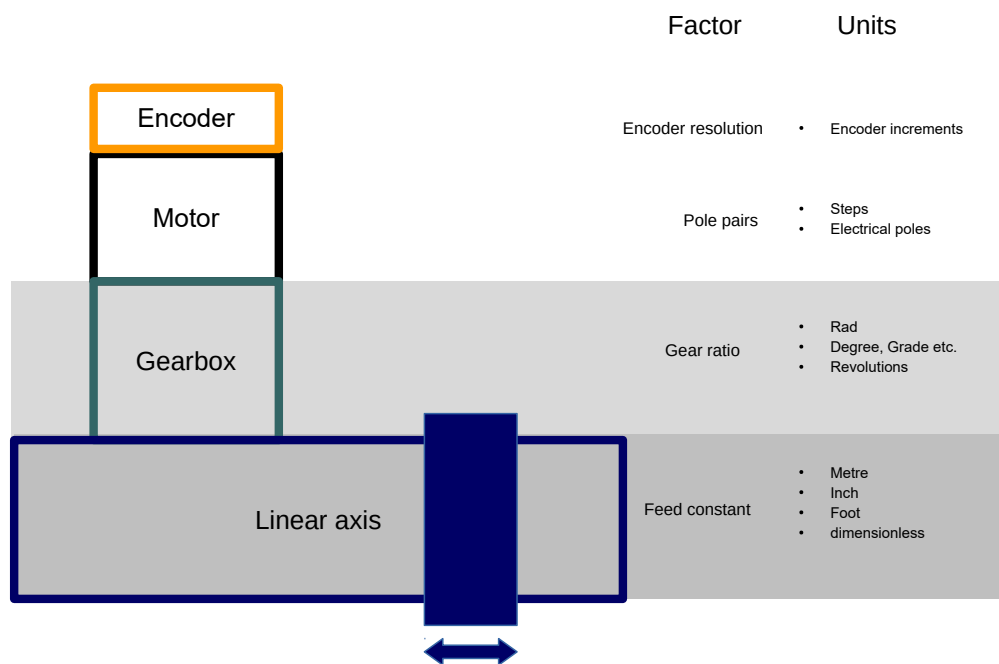 Factor Units
Encoder
Encoder resolution • Encoder increments
Motor
Pole pairs
• Steps
• Electrical poles
Gearbox
Gear ratio
• Rad
• Degree, Grade etc.
• Revolutions
Linear axis
Feed constant
• Metre
• Inch
• Foot
• dimensionless